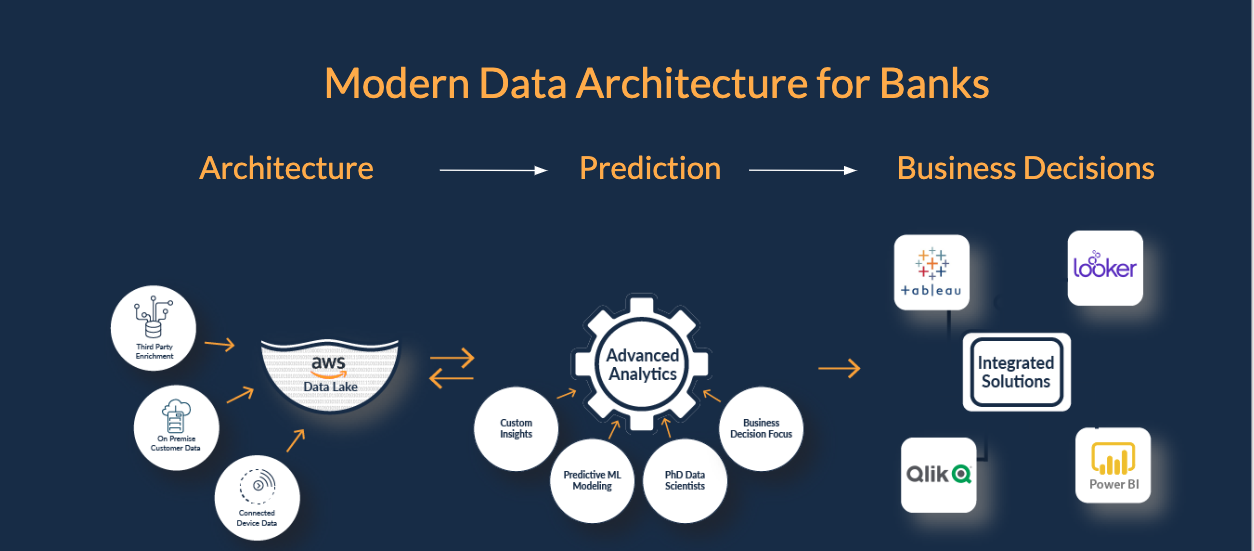 Modern Data Architecture for Banks
Architecture
Prediction
Business Decisions
Third Party
Enrichment
On Premise
Customer Data
Connected
Device Data
aws
Data Lake
Advanced
Analytics
Custom
Insights
Predictive ML
Modeling
PhD Data
Scientists
Business
Decision Focus
+ableau
looker
Integrated
Solutions
Qlik
Power BI